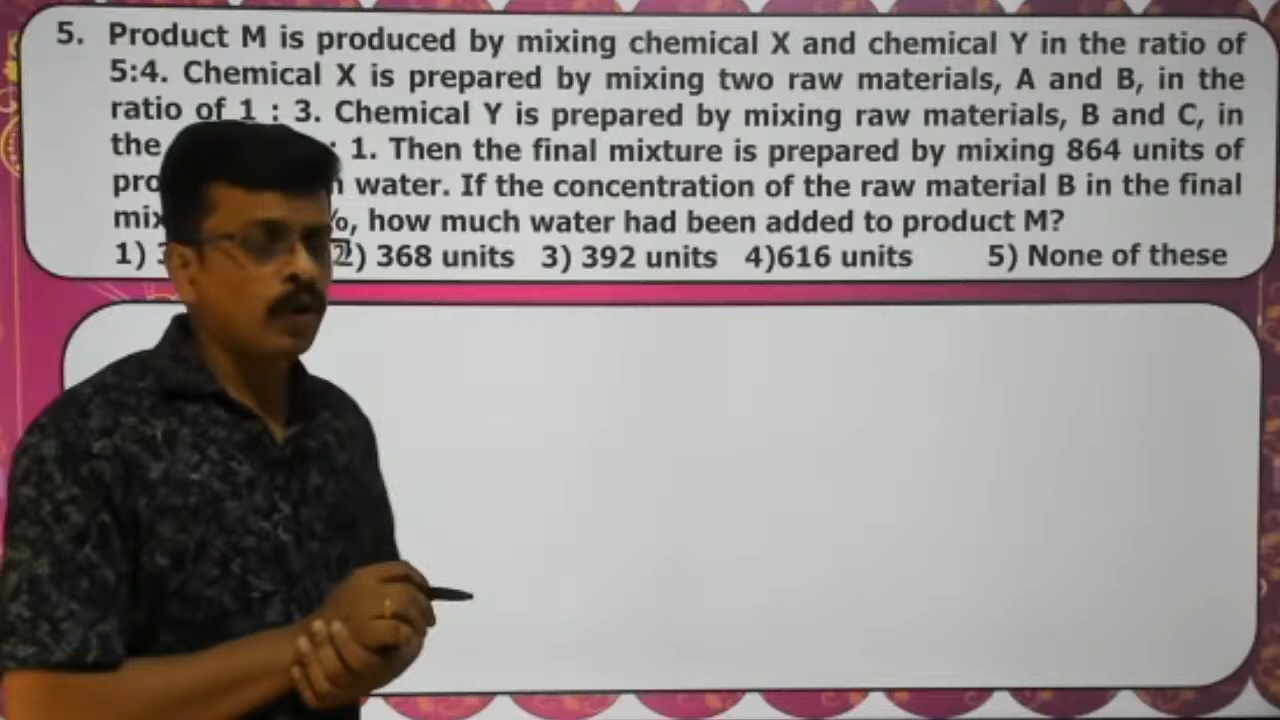 5. Product M is produced by mixing chemical X and chemical Y in the ratio of
5:4. Chemical X is prepared by mixing two raw materials, A and B, in the
ratio of 1 : 3. Chemical Y is prepared by mixing raw materials, B and C, in
the : 1. Then the final mixture is prepared by mixing 864 units of
water. If the concentration of the raw material B in the final
%, how much water had been added to product M?
1) 2) 368 units 3) 392 units 4)616 units 5) None of these